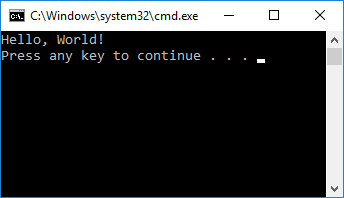 C:\Windows\system32\cmd.exe
Hello, World!
Press any key to continue . . .